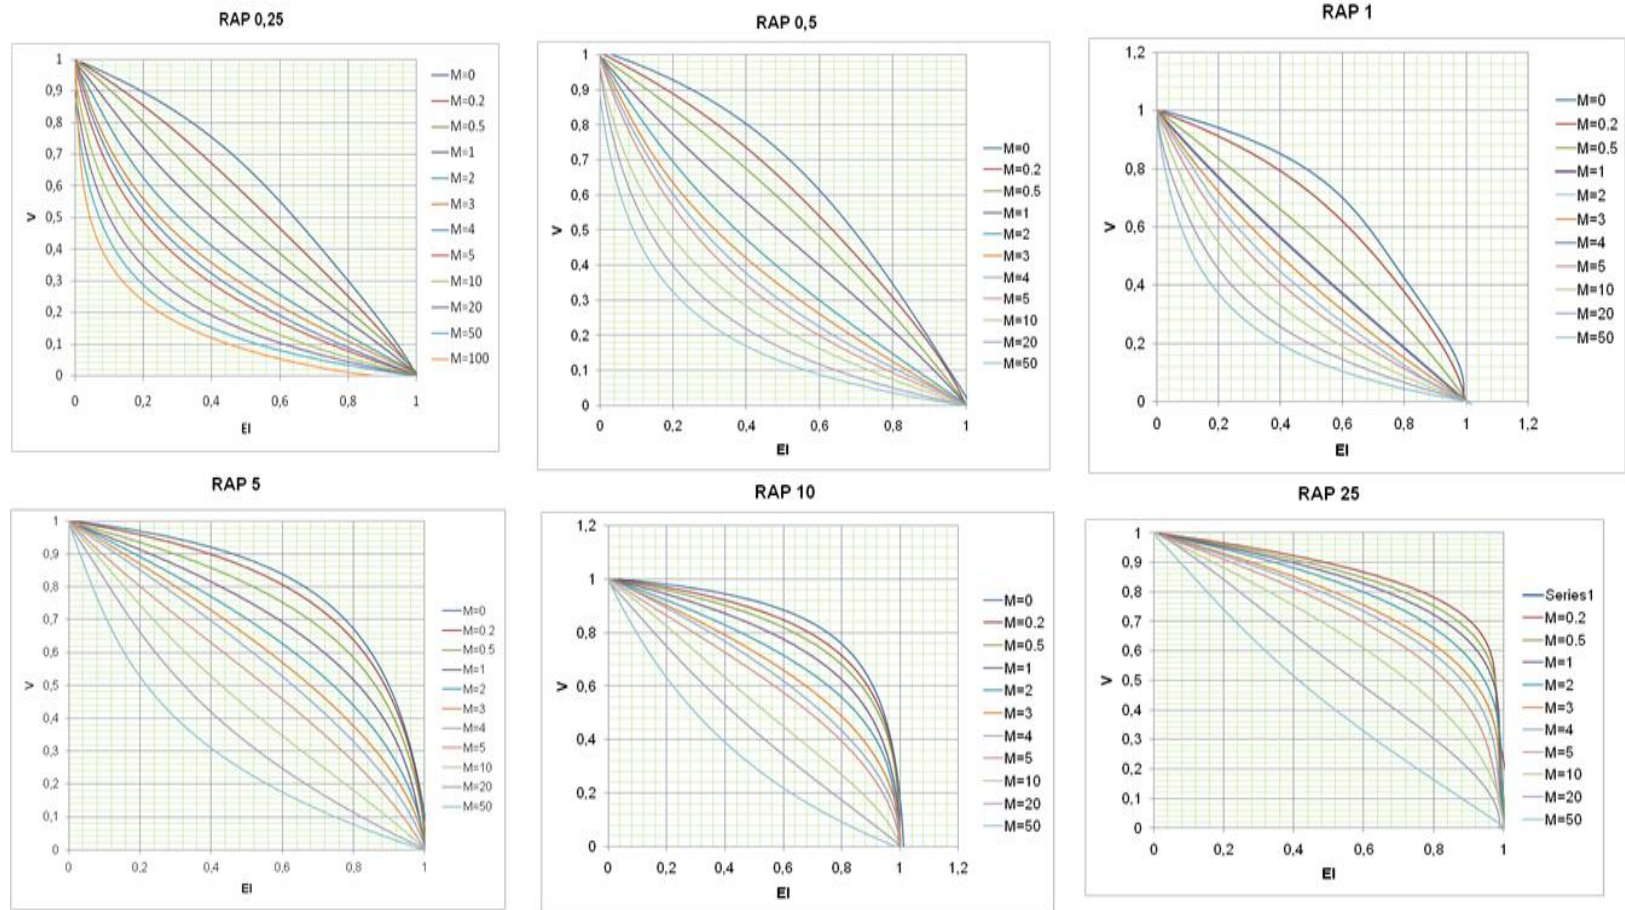 RAP 0,25
1
0,9
0,8
0,7
0,6
0,5
0,4
0,3
0,2
0,1
0
V
0 0,2 0,4 0,6 0,8 1
EI
M=0
M=0.2
M=0.5
M=1
M=2
M=3
M=4
M=5
M=10
M=20
M=50
M=100
RAP 0,5
1
0,9
0,8
0,7
0,6
0,5
0,4
0,3
0,2
0,1
0
V
0 0,2 0,4 0,6 0,8 1
EI
M=0
M=0.2
M=0.5
M=1
M=2
M=3
M=4
M=5
M=10
M=20
M=50
RAP 1
1,2
1
0,8
0,6
0,4
0,2
0
V
0 0,2 0,4 0,6 0,8 1 1,2
EI
M=0
M=0.2
M=0.5
M=1
M=2
M=3
M=4
M=5
M=10
M=20
M=50
RAP 5
1
0,9
0,8
0,7
0,6
0,5
0,4
0,3
0,2
0,1
0
V
0 0,2 0,4 0,6 0,8 1
EI
M=0
M=0.2
M=0.5
M=1
M=2
M=3
M=4
M=5
M=10
M=20
M=50
RAP 10
1,2
1
0,8
0,6
0,4
0,2
0
V
0 0,2 0,4 0,6 0,8 1 1,2
EI
M=0
M=0.2
M=0.5
M=1
M=2
M=3
M=4
M=5
M=10
M=20
M=50
RAP 25
1
0,9
0,8
0,7
0,6
0,5
0,4
0,3
0,2
0,1
0
V
0 0,2 0,4 0,6 0,8 1
EI
Series1
M=0.2
M=0.5
M=1
M=2
M=3
M=4
M=5
M=10
M=20
M=50